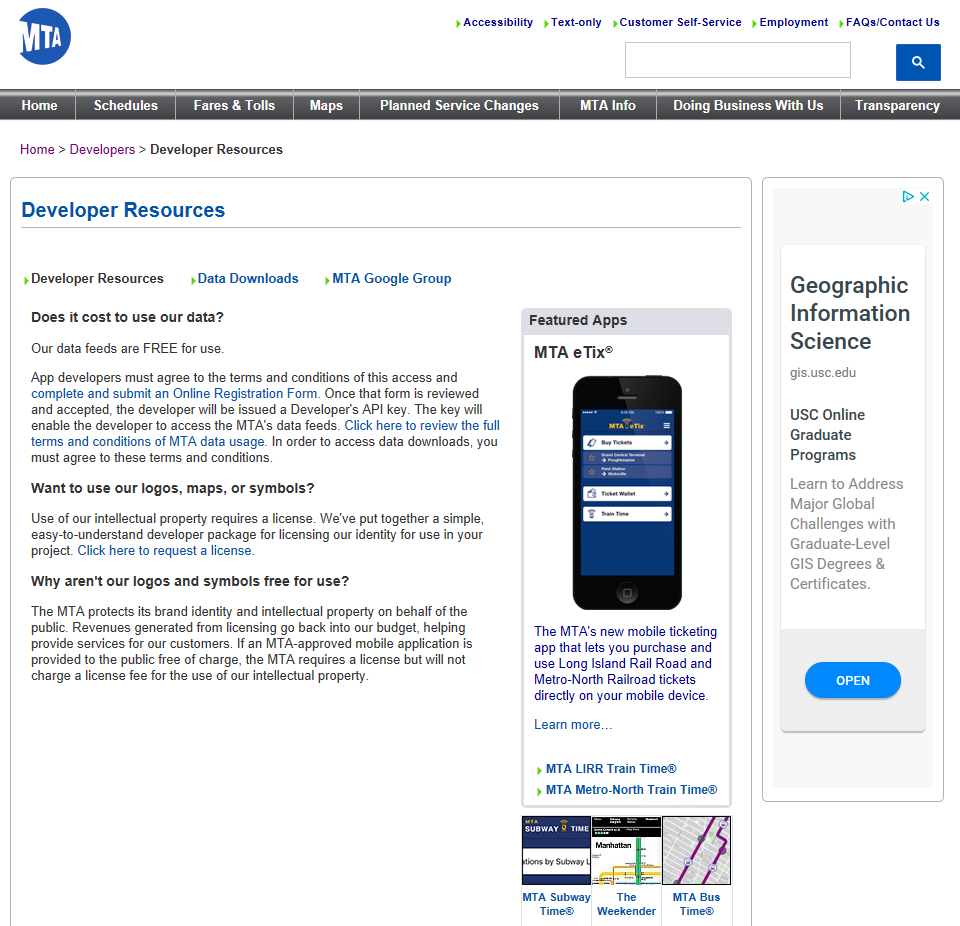 MTA
Accessibility
Text-only
Customer Self-Service
Employment
FAQs/Contact Us
Home
Schedules
Fares & Tolls
Maps
Planned Service Changes
MTA Info
Doing Business With Us
Transparency
Home > Developers > Developer Resources
Developer Resources
Developer Resources
Data Downloads
MTA Google Group
Does it cost to use our data?
Our data feeds are FREE for use.
App developers must agree to the terms and conditions of this access and
complete and submit an Online Registration Form. Once that form is reviewed
and accepted, the developer will be issued a Developer's API key. The key will
enable the developer to access the MTA's data feeds. Click here to review the full
terms and conditions of MTA data usage. In order to access data downloads, you
must agree to these terms and conditions.
Want to use our logos, maps, or symbols?
Use of our intellectual property requires a license. We've put together a simple,
easy-to-understand developer package for licensing our identity for use in your
project. Click here to request a license.
Why aren't our logos and symbols free for use?
The MTA protects its brand identity and intellectual property on behalf of the
public. Revenues generated from licensing go back into our budget, helping
provide services for our customers. If an MTA-approved mobile application is
provided to the public free of charge, the MTA requires a license but will not
charge a license fee for the use of our intellectual property.
Featured Apps
MTA eTix®
MTA eTix
Buy Tickets
Grand Central Terminal
Poughkeepsie
Penn Station
Hicksville
Ticket Wallet
Train Time
The MTA's new mobile ticketing
app that lets you purchase and
use Long Island Rail Road and
Metro-North Railroad tickets
directly on your mobile device.
Learn more…
MTA LIRR Train Time®
MTA Metro-North Train Time®
MTA
SUBWAY TIME
ations by Subway L
Manhattan
MTA Subway
Time®
The
Weekender
MTA Bus
Time®
Geographic
Information
Science
gis.usc.edu
USC Online
Graduate
Programs
Learn to Address
Major Global
Challenges with
Graduate-Level
GIS Degrees &
Certificates.
OPEN